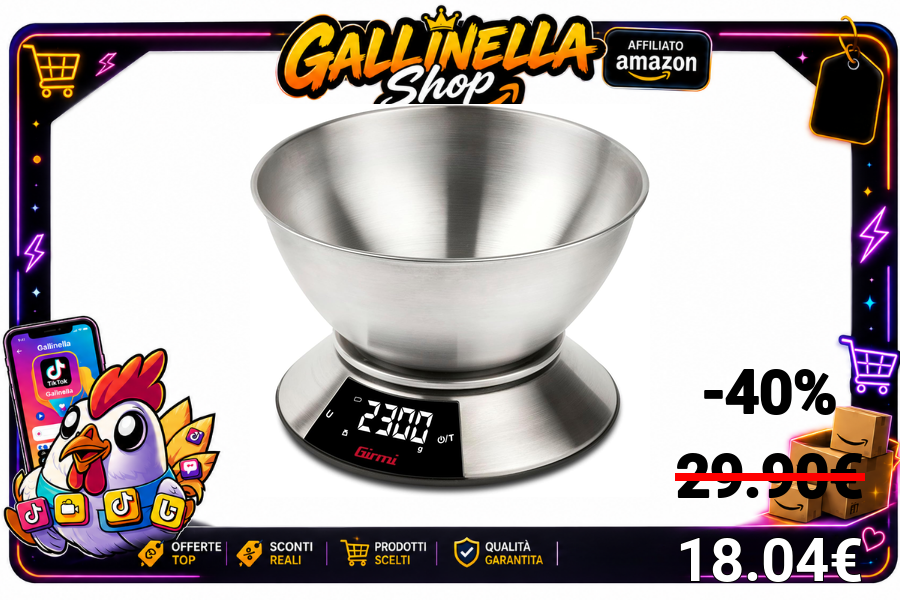 GALLINELLA
Shop
AFFILIATO
amazon
Gallinella
TikTok
Gallinella
2300
U
g
⏻/T
Girmi
-40%
29.90€
18.04€
OFFERTE
TOP
SCONTI
REALI
PRODOTTI
SCELTI
QUALITÀ
GARANTITA